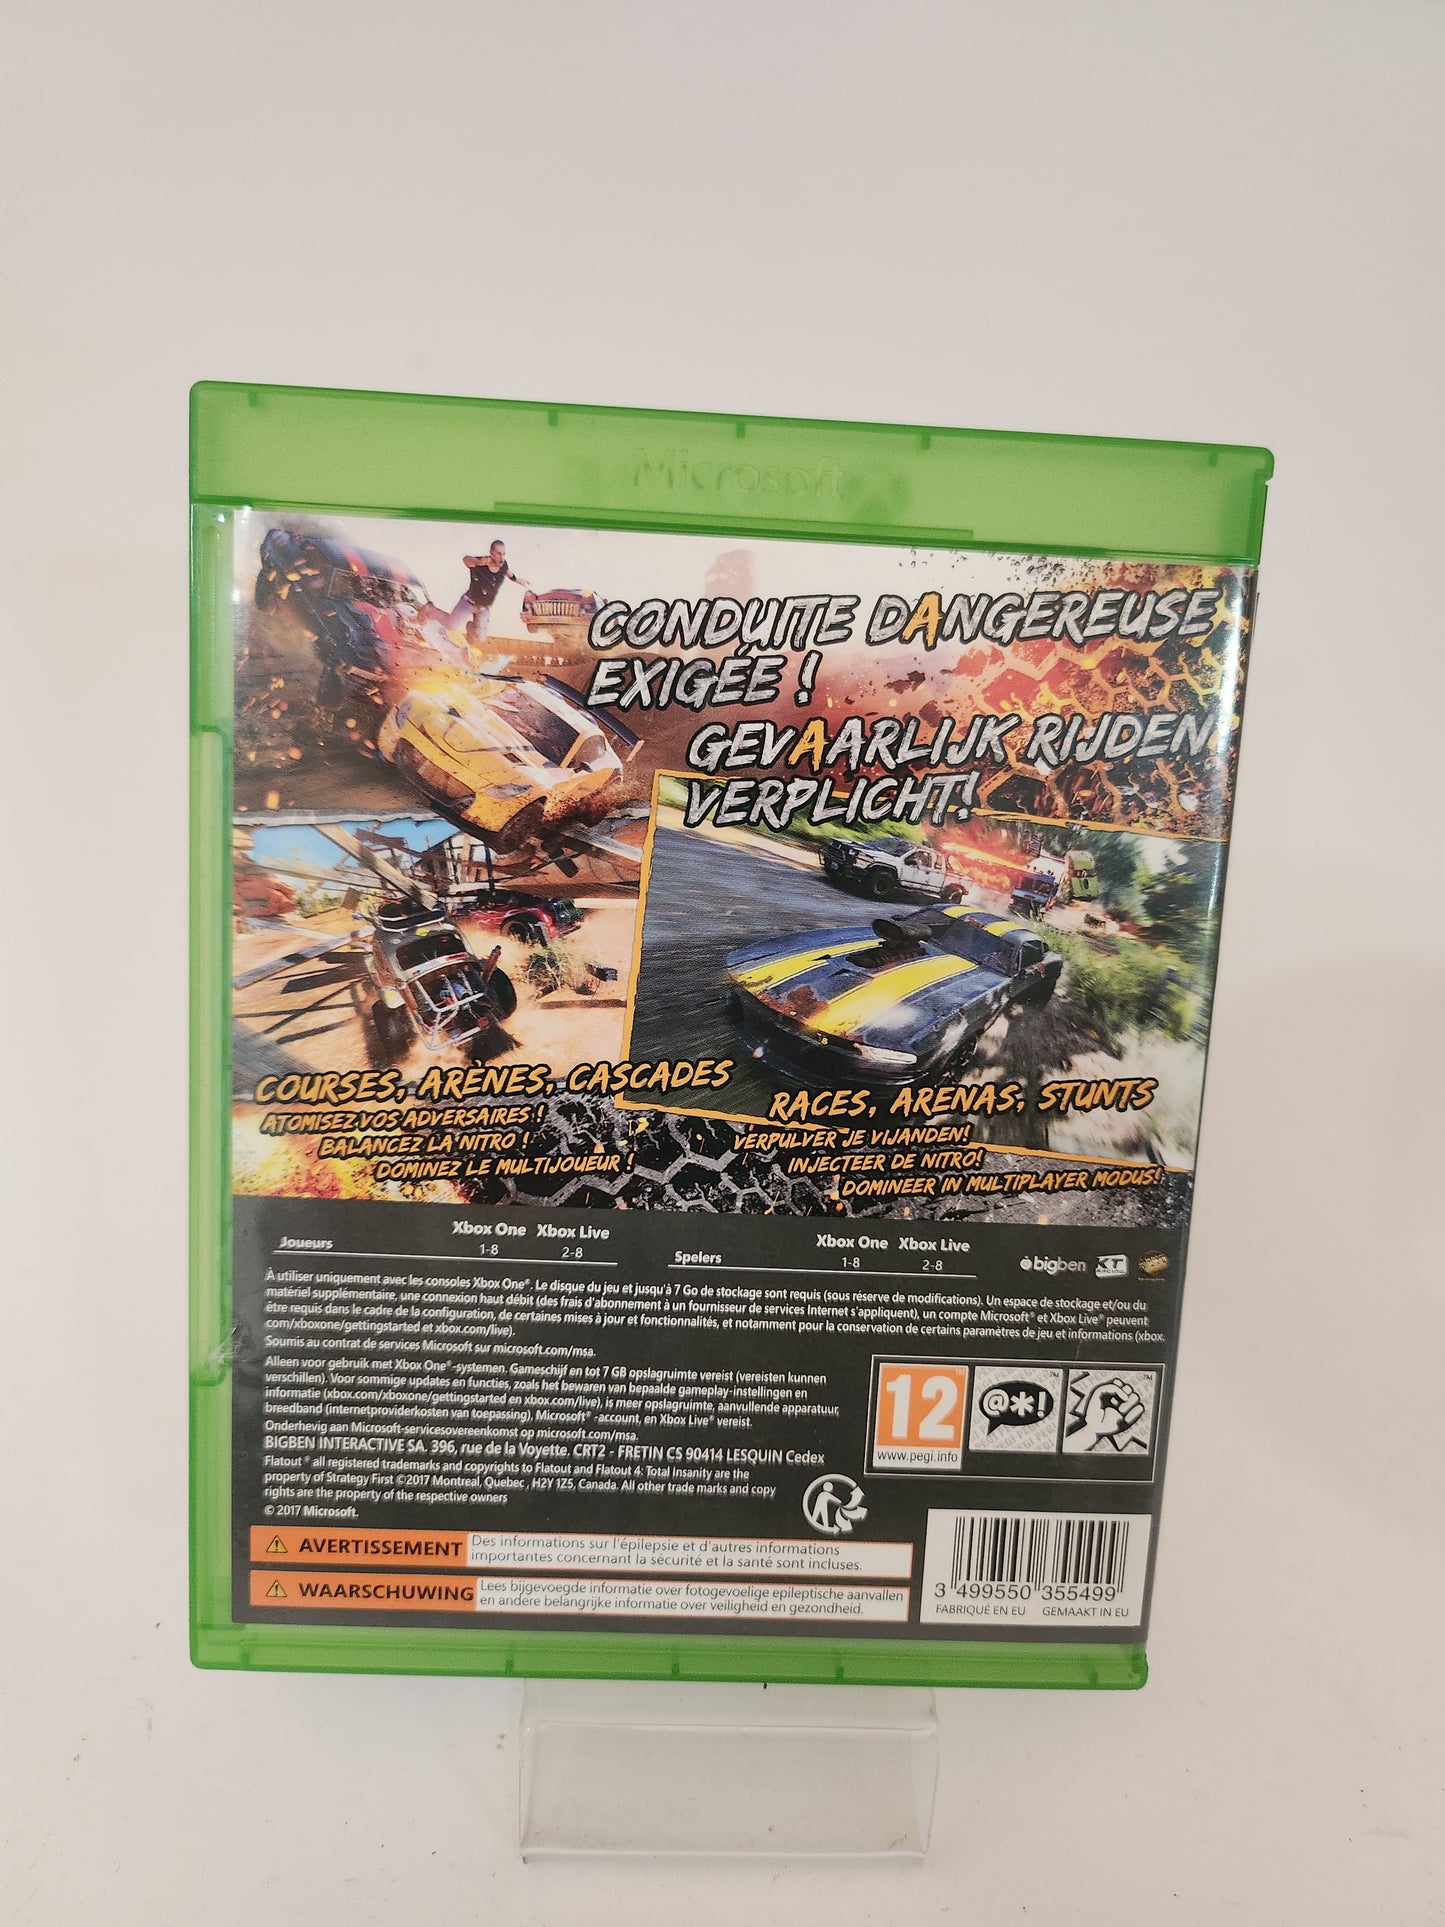 Microsoft
CONDUITE DANGEREUSE
EXIGÉE !
GEVAARLIJK RIJDEN
VERPLICHT!
COURSES, ARÈNES, CASCADES
ATOMISEZ VOS ADVERSAIRES !
BALANCEZ LA NITRO !
DOMINEZ LE MULTIJOUEUR !
RACES, ARENAS, STUNTS
VERPULVER JE VIJANDEN!
INJECTEER DE NITRO!
DOMINEER IN MULTIPLAYER MODUS!
Xbox One Xbox Live
Joueurs 1-8 2-8
Xbox One Xbox Live
Spelers 1-8 2-8
bigben KT RACING
À utiliser uniquement avec les consoles Xbox One®. Le disque du jeu et jusqu'à 7 Go de stockage sont requis (sous réserve de modifications). Un espace de stockage et/ou du
matériel supplémentaire, une connexion haut débit (des frais d'abonnement à un fournisseur de services Internet s'appliquent), un compte Microsoft® et Xbox Live® peuvent
être requis dans le cadre de la configuration, de certaines mises à jour et fonctionnalités, et notamment pour la conservation de certains paramètres de jeu et informations (xbox.
com/xboxone/gettingstarted et xbox.com/live).
Soumis au contrat de services Microsoft sur microsoft.com/msa.
Alleen voor gebruik met Xbox One®-systemen. Gameschijf en tot 7 GB opslagruimte vereist (vereisten kunnen
verschillen). Voor sommige updates en functies, zoals het bewaren van bepaalde gameplay-instellingen en
informatie (xbox.com/xboxone/gettingstarted en xbox.com/live), is meer opslagruimte, aanvullende apparatuur,
breedband (internetproviderkosten van toepassing), Microsoft® -account, en Xbox Live® vereist.
Onderhevig aan Microsoft-servicesovereenkomst op microsoft.com/msa.
BIGBEN INTERACTIVE SA. 396, rue de la Voyette. CRT2 - FRETIN CS 90414 LESQUIN Cedex
Flatout ® all registered trademarks and copyrights to Flatout and Flatout 4: Total Insanity are the
property of Strategy First ©2017 Montreal, Quebec , H2Y 1Z5, Canada. All other trade marks and copy
rights are the property of the respective owners
© 2017 Microsoft.
12
www.pegi.info
@*!
AVERTISSEMENT Des informations sur l'épilepsie et d'autres informations
importantes concernant la sécurité et la santé sont incluses.
WAARSCHUWING Lees bijgevoegde informatie over fotogevoelige epileptische aanvallen
en andere belangrijke informatie over veiligheid en gezondheid.
3 499550 355499
FABRIQUÉ EN EU GEMAAKT IN EU